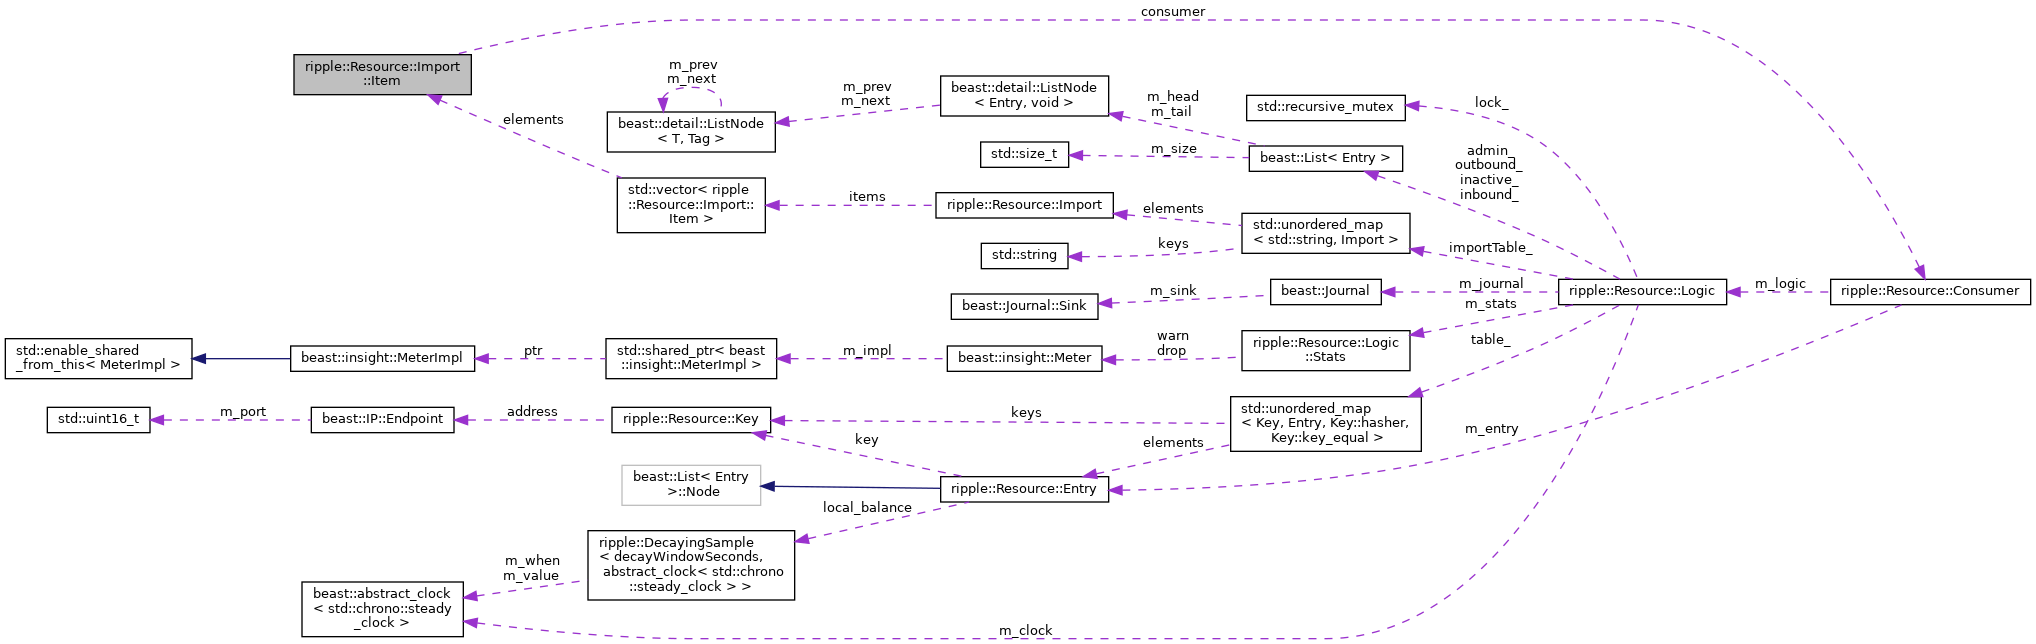 consumer
ripple::Resource::Import
::Item
m_prev
m_next
elements
beast::detail::ListNode
< T, Tag >
m_prev
m_next
beast::detail::ListNode
< Entry, void >
m_head
m_tail
std::recursive_mutex
lock_
std::size_t
m_size
beast::List< Entry >
admin_
outbound_
inactive_
inbound_
std::vector< ripple
::Resource::Import::
Item >
items
ripple::Resource::Import
elements
std::unordered_map
< std::string, Import >
importTable_
std::string
keys
beast::Journal::Sink
m_sink
beast::Journal
m_journal
ripple::Resource::Logic
m_logic
ripple::Resource::Consumer
m_stats
std::enable_shared
_from_this< MeterImpl >
beast::insight::MeterImpl
ptr
std::shared_ptr< beast
::insight::MeterImpl >
m_impl
beast::insight::Meter
warn
drop
ripple::Resource::Logic
::Stats
table_
std::uint16_t
m_port
beast::IP::Endpoint
address
ripple::Resource::Key
keys
std::unordered_map
< Key, Entry, Key::hasher,
Key::key_equal >
m_entry
key
elements
beast::List< Entry
>::Node
ripple::Resource::Entry
local_balance
ripple::DecayingSample
< decayWindowSeconds,
abstract_clock< std::chrono
::steady_clock > >
m_when
m_value
beast::abstract_clock
< std::chrono::steady
_clock >
m_clock